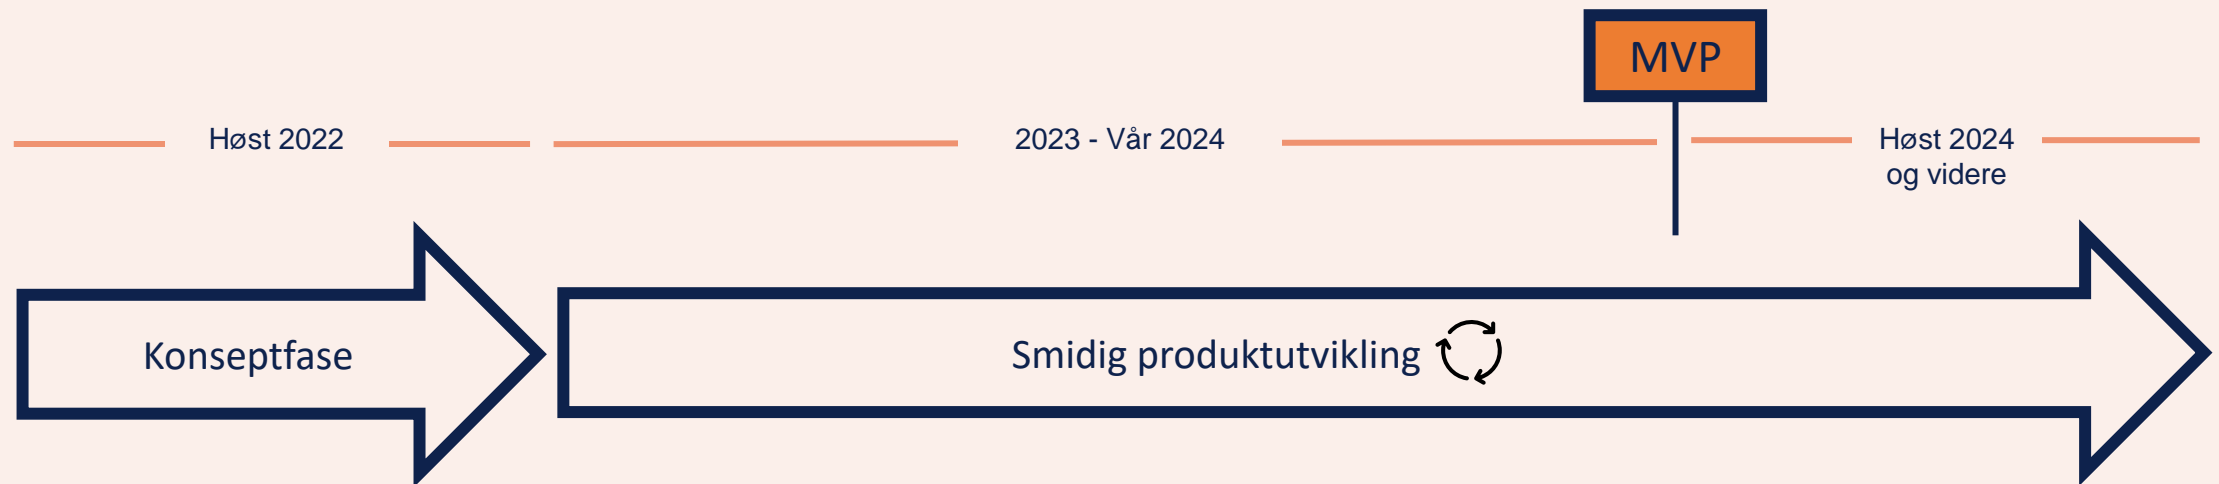 MVP
Høst 2022
2023 - Vår 2024
Høst 2024
og videre
Konseptfase
Smidig produktutvikling